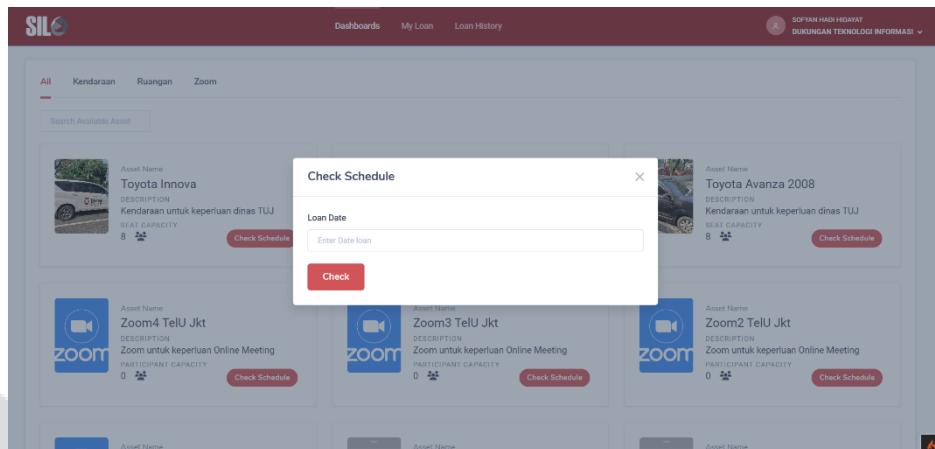 SILO
Dashboards
My Loan
Loan History
SOFYAN HADI HIDAYAT
DUKUNGAN TEKNOLOGI INFORMASI
All
Kendaraan
Ruangan
Zoom
Search Available Asset
Check Schedule
Loan Date
Enter Date loan
Check
Asset Name
Toyota Innova
DESCRIPTION
Kendaraan untuk keperluan dinas TUJ
SEAT CAPACITY
8
Check Schedule
Asset Name
Toyota Avanza 2008
DESCRIPTION
Kendaraan untuk keperluan dinas TUJ
SEAT CAPACITY
8
Check Schedule
zoom
Asset Name
Zoom4 TelU Jkt
DESCRIPTION
Zoom untuk keperluan Online Meeting
PARTICIPANT CAPACITY
0
Check Schedule
zoom
Asset Name
Zoom3 TelU Jkt
DESCRIPTION
Zoom untuk keperluan Online Meeting
PARTICIPANT CAPACITY
0
Check Schedule
zoom
Asset Name
Zoom2 TelU Jkt
DESCRIPTION
Zoom untuk keperluan Online Meeting
PARTICIPANT CAPACITY
0
Check Schedule
Asset Name
Asset Name
Asset Name